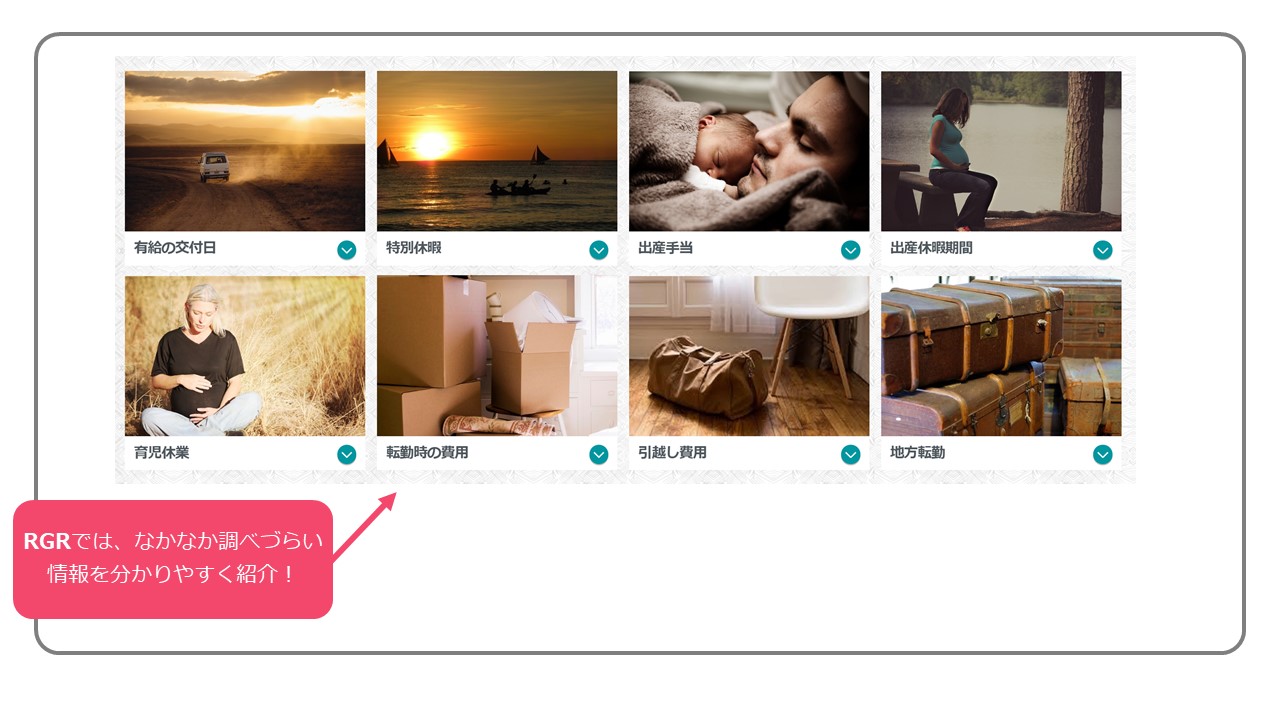 有給の交付日
特別休暇
出産手当
出産休暇期間
育児休業
転勤時の費用
引越し費用
地方転勤
RGRでは、なかなか調べづらい
情報を分かりやすく紹介！